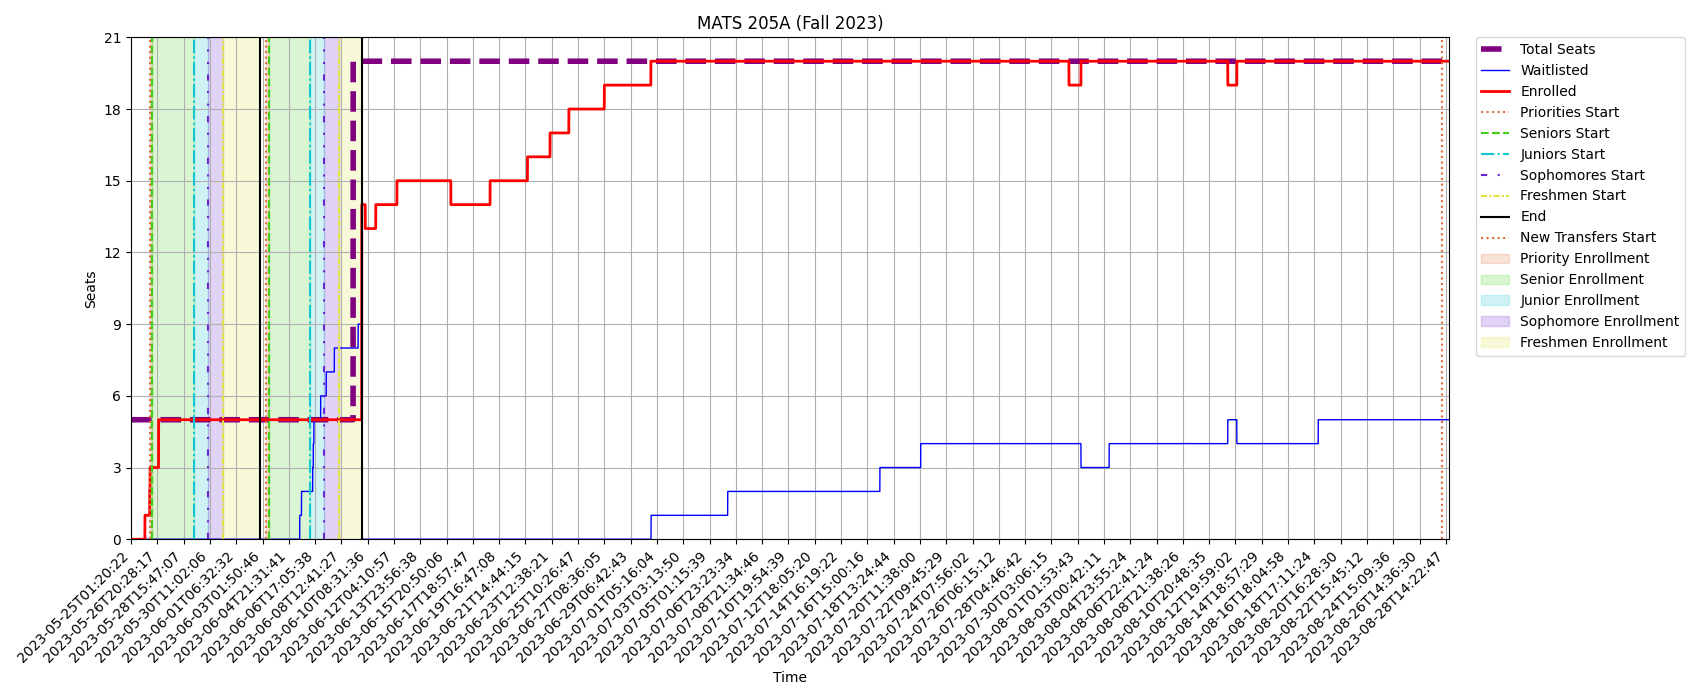 MATS 205A (Fall 2023)
Seats
21
18
15
12
9
6
3
0
2023-05-25T01:20:22
2023-05-26T20:28:17
2023-05-28T15:47:07
2023-05-30T11:02:06
2023-06-01T06:32:32
2023-06-03T01:50:46
2023-06-04T21:31:41
2023-06-06T17:05:38
2023-06-08T12:41:27
2023-06-10T08:31:36
2023-06-12T04:10:57
2023-06-13T23:56:38
2023-06-15T20:50:06
2023-06-17T18:57:47
2023-06-19T16:47:08
2023-06-21T14:44:15
2023-06-23T12:38:21
2023-06-25T10:26:47
2023-06-27T08:36:05
2023-06-29T06:42:43
2023-07-01T05:16:04
2023-07-03T03:13:50
2023-07-05T01:15:39
2023-07-06T23:23:34
2023-07-08T21:34:46
2023-07-10T19:54:39
2023-07-12T18:05:20
2023-07-14T16:19:22
2023-07-16T15:00:16
2023-07-18T13:24:44
2023-07-20T11:38:00
2023-07-22T09:45:29
2023-07-24T07:56:02
2023-07-26T06:15:12
2023-07-28T04:46:42
2023-07-30T03:06:15
2023-08-01T01:53:43
2023-08-03T00:42:11
2023-08-04T23:55:24
2023-08-06T22:41:24
2023-08-08T21:38:26
2023-08-10T20:48:35
2023-08-12T19:59:02
2023-08-14T18:57:29
2023-08-16T18:04:58
2023-08-18T17:11:24
2023-08-20T16:28:30
2023-08-22T15:45:12
2023-08-24T15:09:36
2023-08-26T14:36:30
2023-08-28T14:22:47
Time
Total Seats
Waitlisted
Enrolled
Priorities Start
Seniors Start
Juniors Start
Sophomores Start
Freshmen Start
End
New Transfers Start
Priority Enrollment
Senior Enrollment
Junior Enrollment
Sophomore Enrollment
Freshmen Enrollment